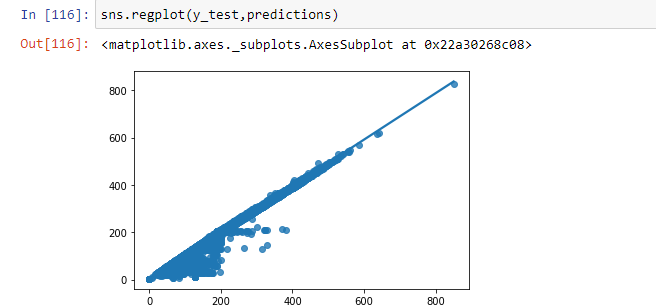 In [116]: sns.regplot(y_test,predictions)
Out[116]: <matplotlib.axes._subplots.AxesSubplot at 0x22a30268c08>
800
600
400
200
0
0 200 400 600 800